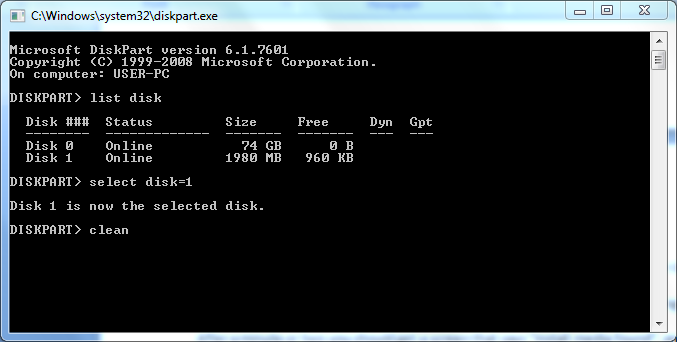 C:\Windows\system32\diskpart.exe
Microsoft DiskPart version 6.1.7601
Copyright (C) 1999-2008 Microsoft Corporation.
On computer: USER-PC
DISKPART> list disk
Disk ### Status Size Free Dyn Gpt
-------- ------------- ------- ------- --- ---
Disk 0 Online 74 GB 0 B
Disk 1 Online 1980 MB 960 KB
DISKPART> select disk=1
Disk 1 is now the selected disk.
DISKPART> clean